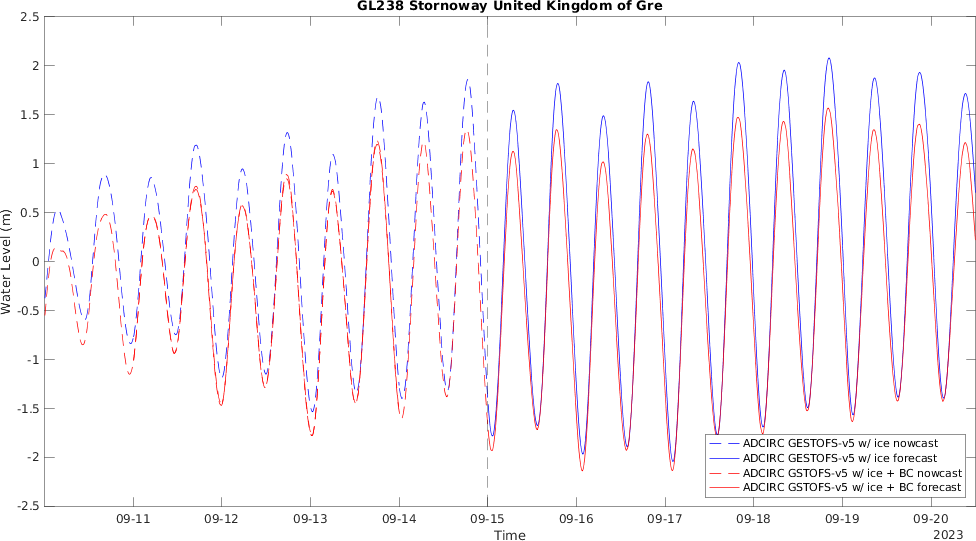 GL238 Stornoway United Kingdom of Gre
2.5
2
1.5
1
0.5
0
-0.5
-1
-1.5
-2
-2.5
Water Level (m)
ADCIRC GESTOFS-v5 w/ ice nowcast
ADCIRC GESTOFS-v5 w/ ice forecast
ADCIRC GSTOFS-v5 w/ ice + BC nowcast
ADCIRC GSTOFS-v5 w/ ice + BC forecast
09-11 09-12 09-13 09-14 09-15 09-16 09-17 09-18 09-19 09-20
Time
2023